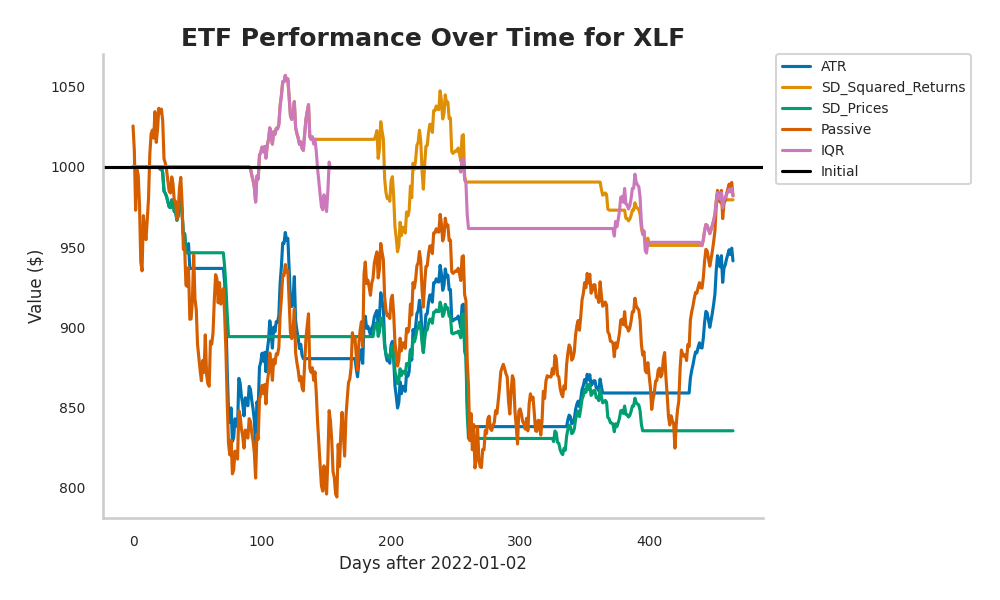 ETF Performance Over Time for XLF
1050
1000
950
900
850
800
Value ($)
0
100
200
300
400
Days after 2022-01-02
ATR
SD_Squared_Returns
SD_Prices
Passive
IQR
Initial